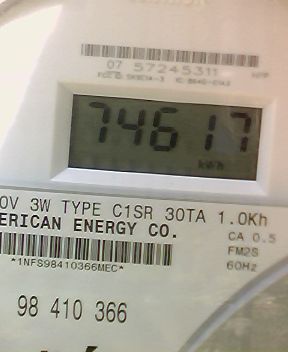 07 57245311
74617
kWh
0V 3W TYPE C1SR 30TA 1.0Kh
ERICAN ENERGY CO.
CA 0.5
FM2S
60Hz
*1NFS98410366MEC*
98 410 366